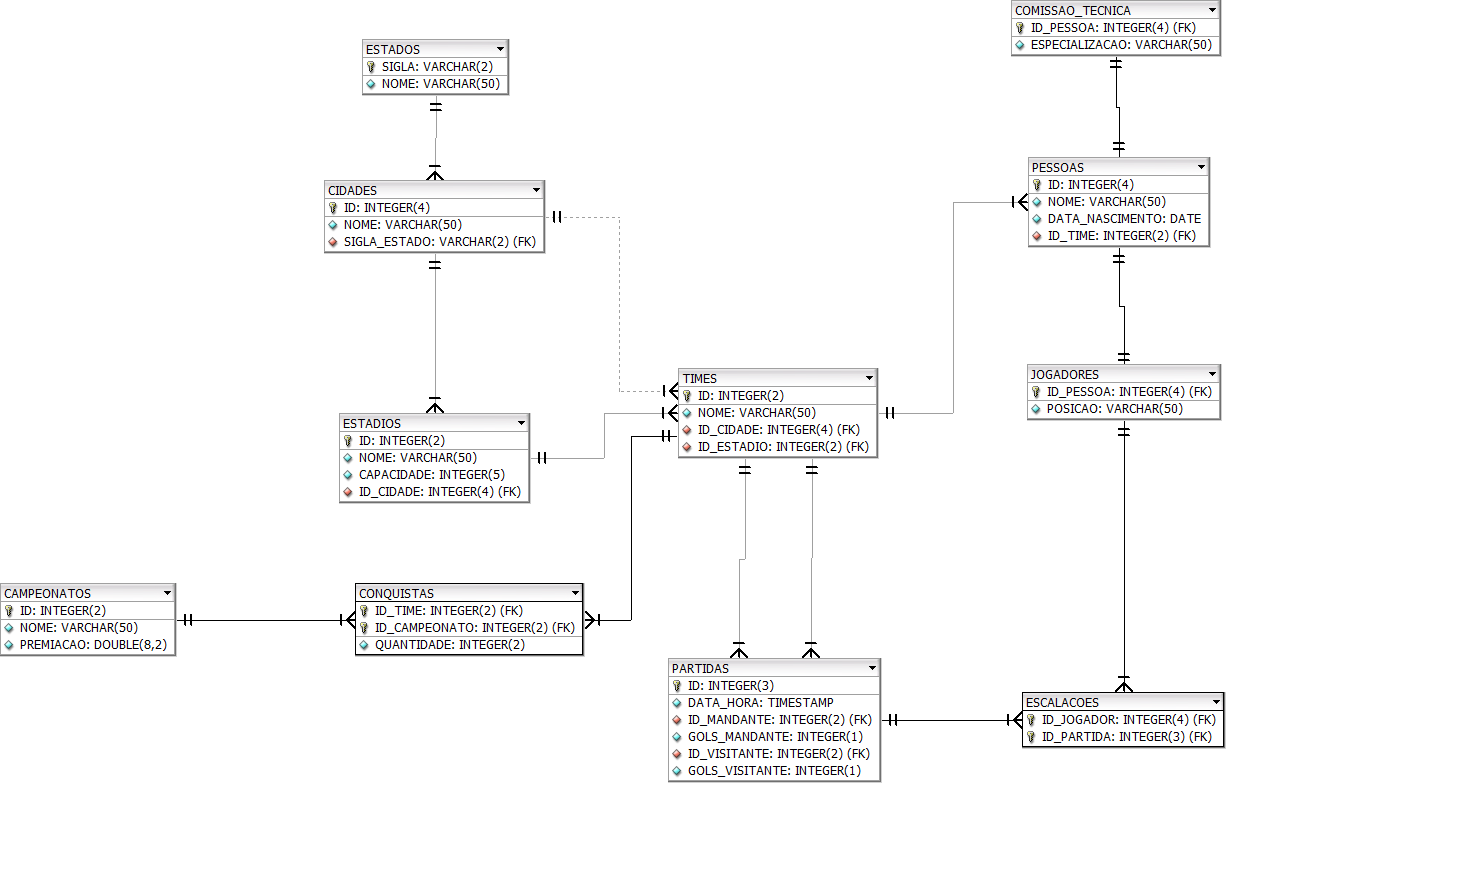 COMISSAO_TECNICA
ID_PESSOA: INTEGER(4) (FK)
ESPECIALIZACAO: VARCHAR(50)
ESTADOS
SIGLA: VARCHAR(2)
NOME: VARCHAR(50)
PESSOAS
ID: INTEGER(4)
NOME: VARCHAR(50)
DATA_NASCIMENTO: DATE
ID_TIME: INTEGER(2) (FK)
CIDADES
ID: INTEGER(4)
NOME: VARCHAR(50)
SIGLA_ESTADO: VARCHAR(2) (FK)
TIMES
ID: INTEGER(2)
NOME: VARCHAR(50)
ID_CIDADE: INTEGER(4) (FK)
ID_ESTADIO: INTEGER(2) (FK)
JOGADORES
ID_PESSOA: INTEGER(4) (FK)
POSICAO: VARCHAR(50)
ESTADIOS
ID: INTEGER(2)
NOME: VARCHAR(50)
CAPACIDADE: INTEGER(5)
ID_CIDADE: INTEGER(4) (FK)
CAMPEONATOS
ID: INTEGER(2)
NOME: VARCHAR(50)
PREMIACAO: DOUBLE(8,2)
CONQUISTAS
ID_TIME: INTEGER(2) (FK)
ID_CAMPEONATO: INTEGER(2) (FK)
QUANTIDADE: INTEGER(2)
PARTIDAS
ID: INTEGER(3)
DATA_HORA: TIMESTAMP
ID_MANDANTE: INTEGER(2) (FK)
GOLS_MANDANTE: INTEGER(1)
ID_VISITANTE: INTEGER(2) (FK)
GOLS_VISITANTE: INTEGER(1)
ESCALACOES
ID_JOGADOR: INTEGER(4) (FK)
ID_PARTIDA: INTEGER(3) (FK)